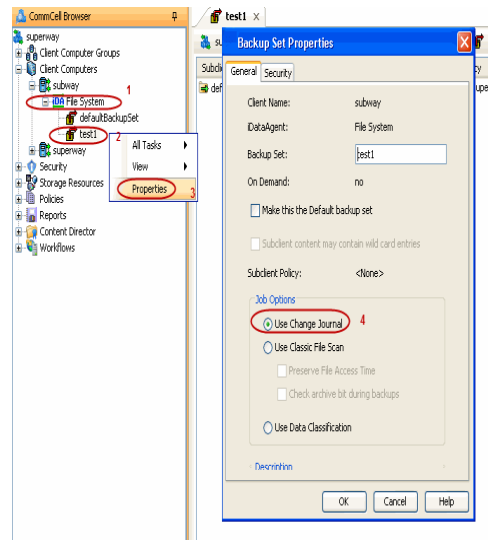 CommCell Browser
superway
Client Computer Groups
Client Computers
subway
1
iDA File System
defaultBackupSet
2
test1
superway
Security
Storage Resources
Policies
Reports
Content Director
Workflows
All Tasks
View
Properties
3
test1
Backup Set Properties
General
Security
Client Name:
subway
iDataAgent:
File System
Backup Set:
test1
On Demand:
no
Make this the Default backup set
Subclient content may contain wild card entries
Subclient Policy:
<None>
Job Options
Use Change Journal
4
Use Classic File Scan
Preserve File Access Time
Check archive bit during backups
Use Data Classification
Description
OK
Cancel
Help